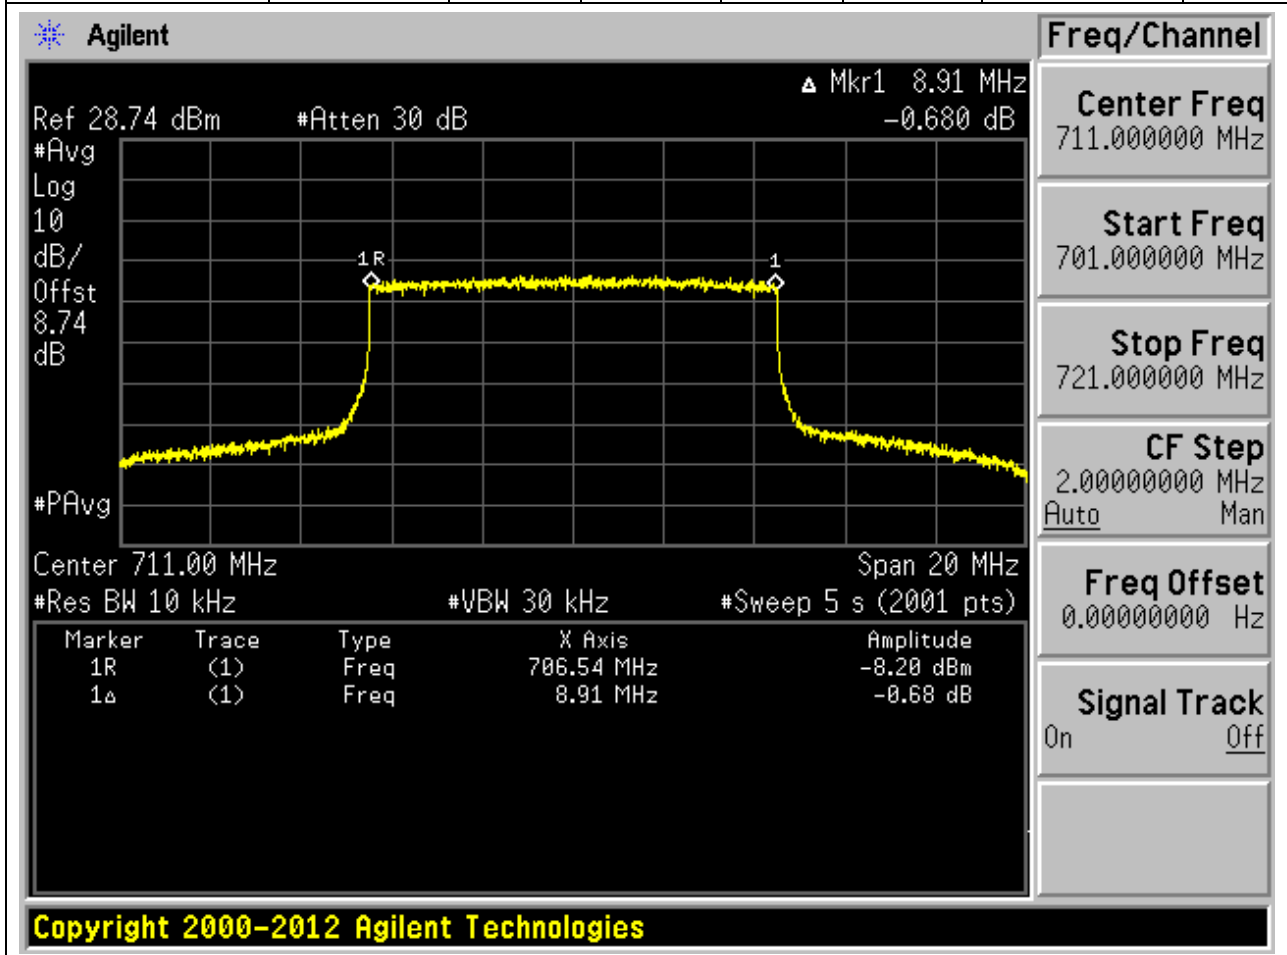 Agilent
Freq/Channel
▵ Mkr1 8.91 MHz
Ref 28.74 dBm #Atten 30 dB -0.680 dB
#Avg
Log
10
dB/
Offst
8.74
dB
1R
1
#PAvg
Center 711.00 MHz Span 20 MHz
#Res BW 10 kHz #VBW 30 kHz #Sweep 5 s (2001 pts)
Marker Trace Type X Axis Amplitude
1R (1) Freq 706.54 MHz -8.20 dBm
1▵ (1) Freq 8.91 MHz -0.68 dB
Center Freq
711.000000 MHz
Start Freq
701.000000 MHz
Stop Freq
721.000000 MHz
CF Step
2.00000000 MHz
Auto Man
Freq Offset
0.00000000 Hz
Signal Track
On Off
Copyright 2000-2012 Agilent Technologies